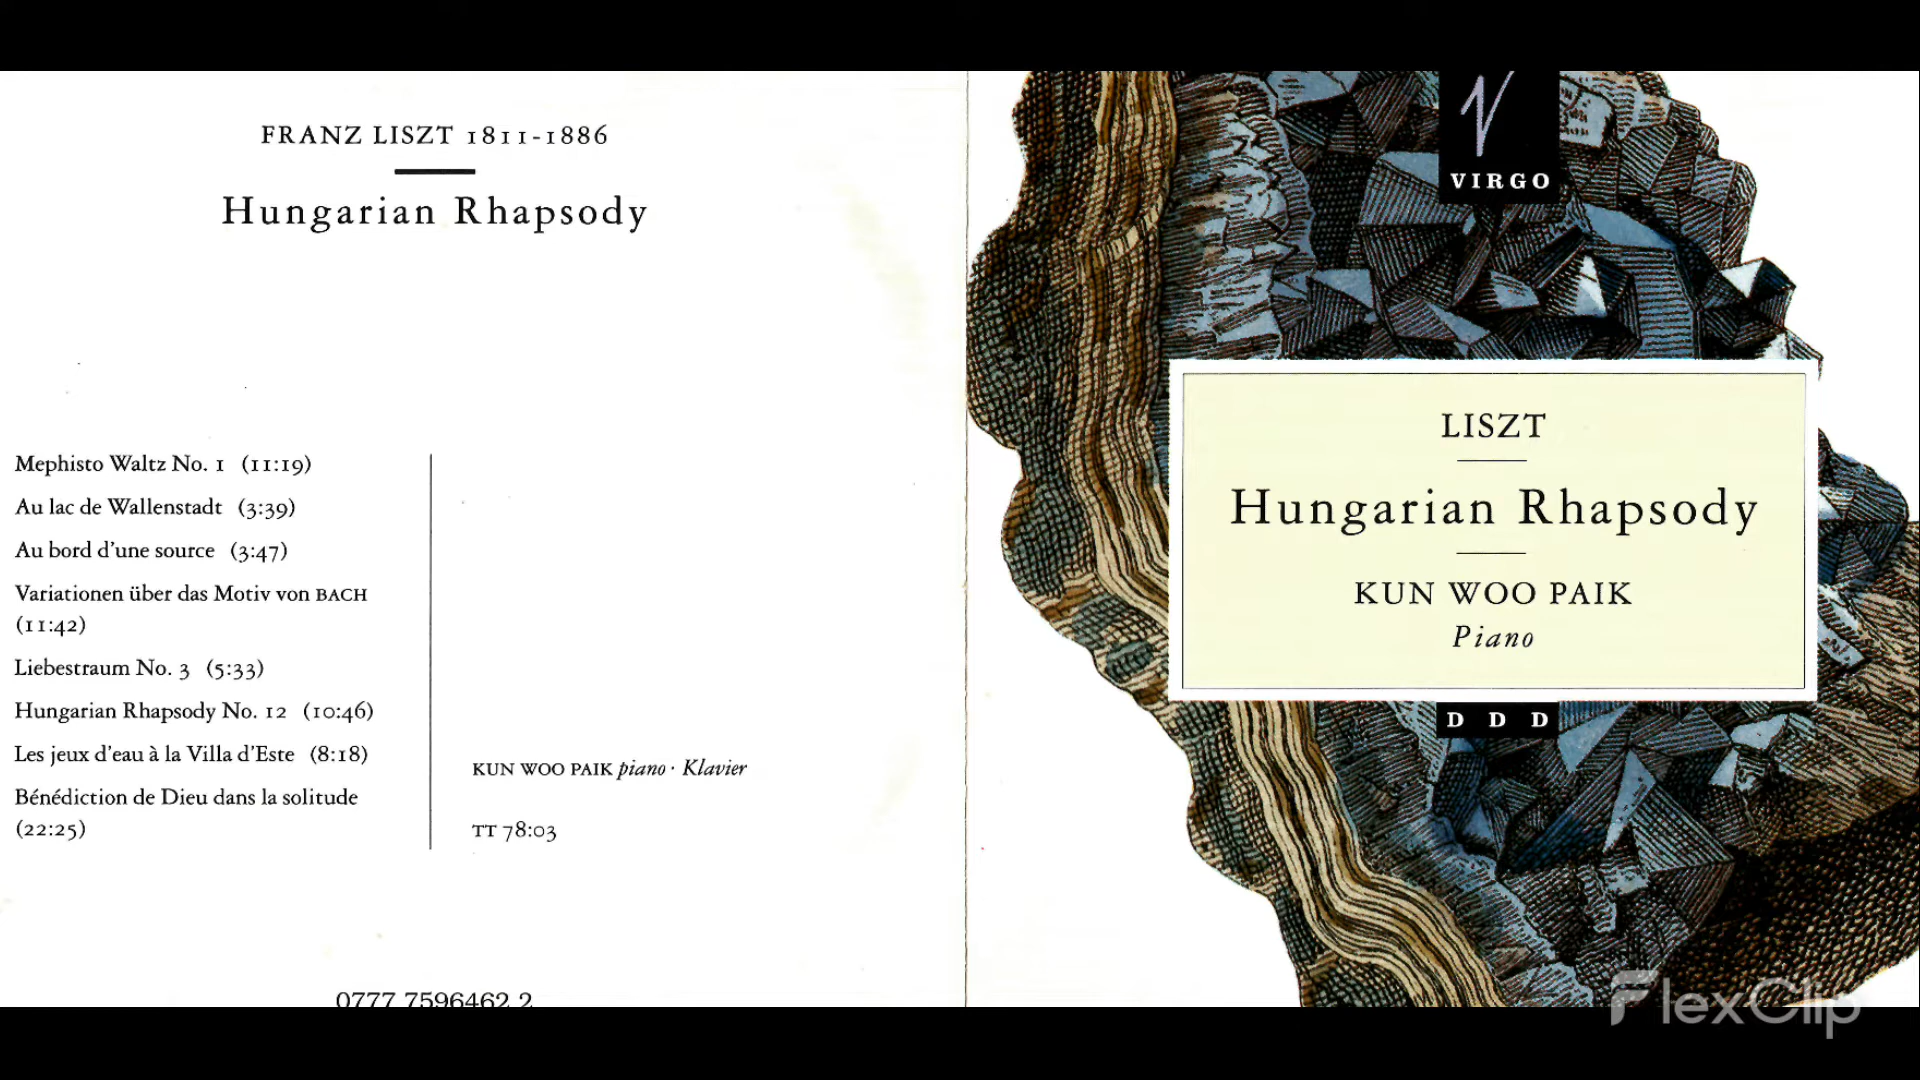 FRANZ LISZT 1811-1886
Hungarian Rhapsody
Mephisto Waltz No. 1 (11:19)
Au lac de Wallenstadt (3:39)
Au bord d'une source (3:47)
Variationen über das Motiv von BACH
(11:42)
Liebestraum No. 3 (5:33)
Hungarian Rhapsody No. 12 (10:46)
Les jeux d'eau à la Villa d'Este (8:18)
Bénédiction de Dieu dans la solitude
(22:25)
KUN WOO PAIK piano · Klavier
TT 78:03
0777 7596462 2
V
VIRGO
LISZT
Hungarian Rhapsody
KUN WOO PAIK
Piano
D D D
FlexClip